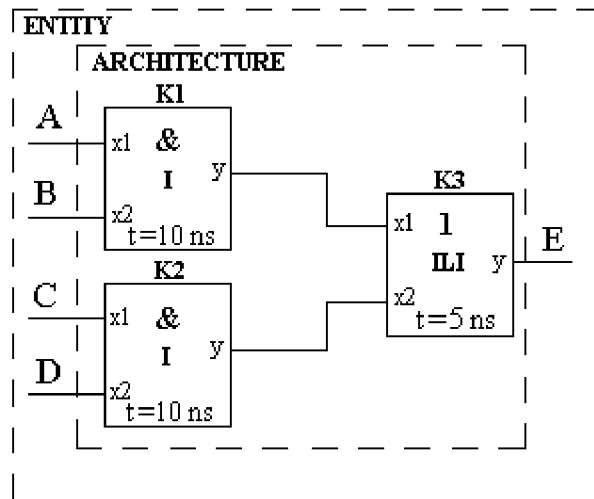 ENTITY
ARCHITECTURE
K1
A
x1
&
I
y
B
x2
t=10 ns
K2
C
x1
&
I
y
D
x2
t=10 ns
K3
x1
1
ILI
y
E
x2
t=5 ns